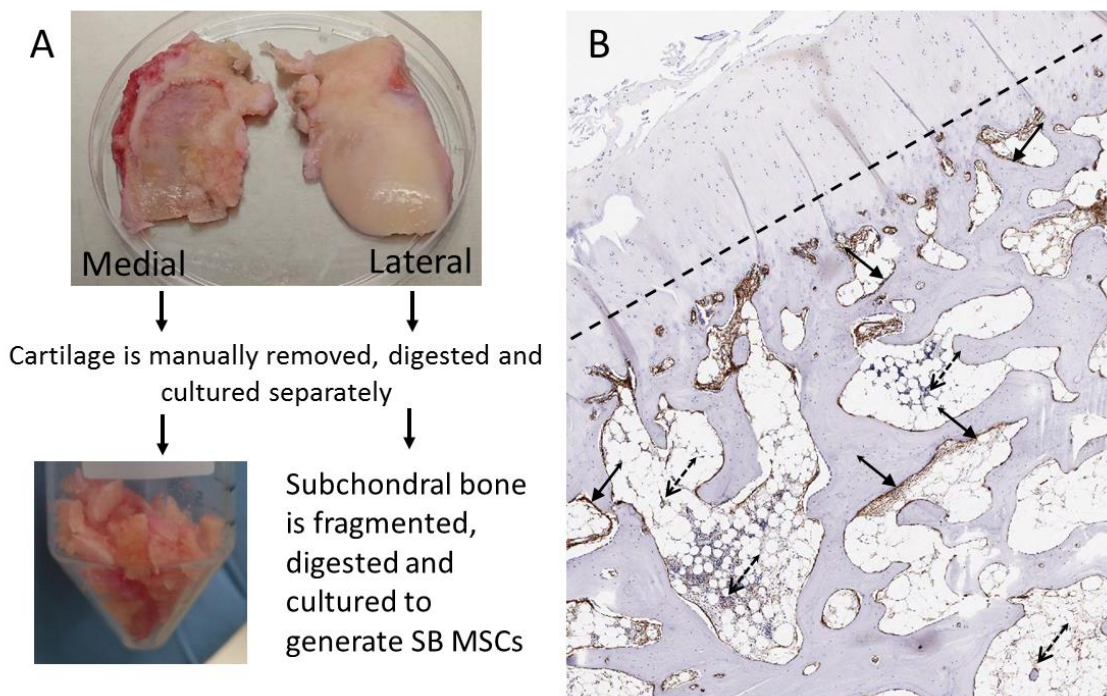 A
B
Medial
Lateral
Cartilage is manually removed, digested and
cultured separately
Subchondral bone
is fragmented,
digested and
cultured to
generate SB MSCs